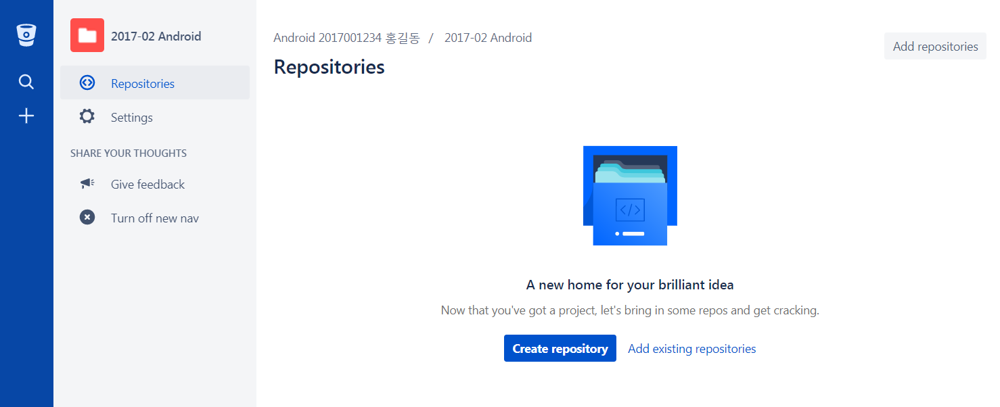 2017-02 Android
Repositories
Settings
SHARE YOUR THOUGHTS
Give feedback
Turn off new nav
Android 2017001234 홍길동 / 2017-02 Android
Add repositories
Repositories
</>
A new home for your brilliant idea
Now that you've got a project, let's bring in some repos and get cracking.
Create repository Add existing repositories